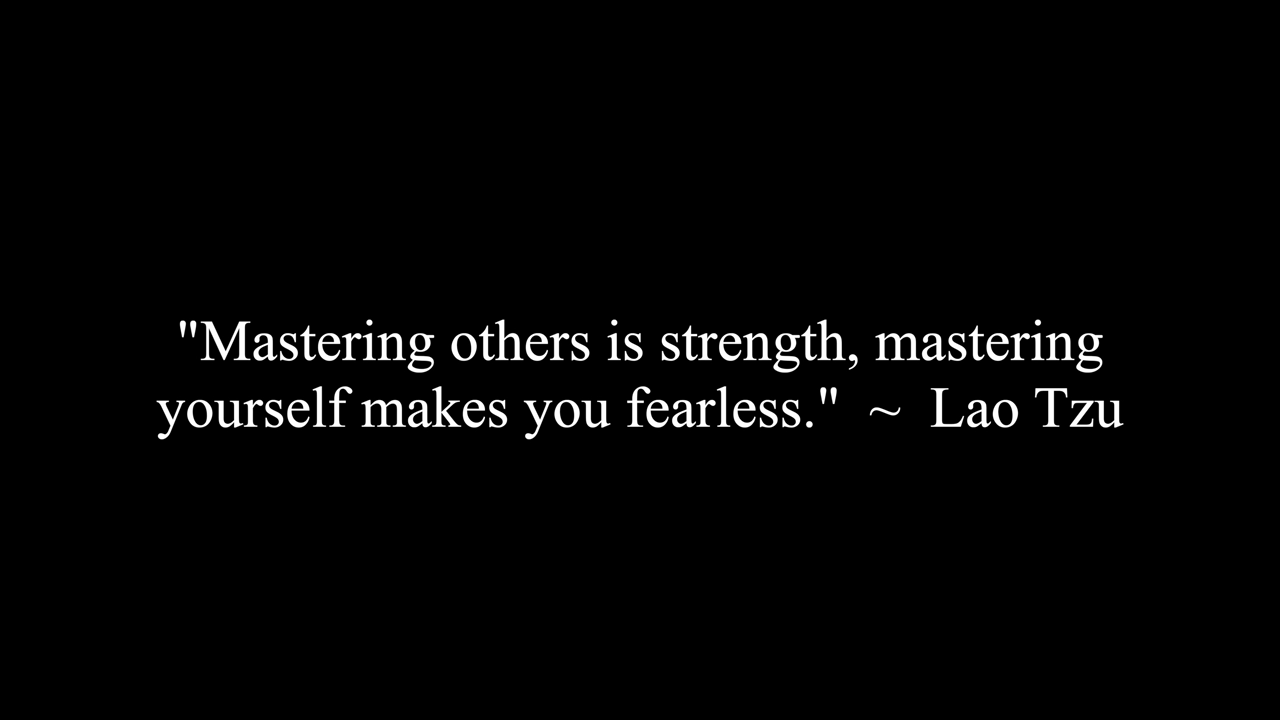 "Mastering others is strength, mastering
yourself makes you fearless."  ~  Lao Tzu